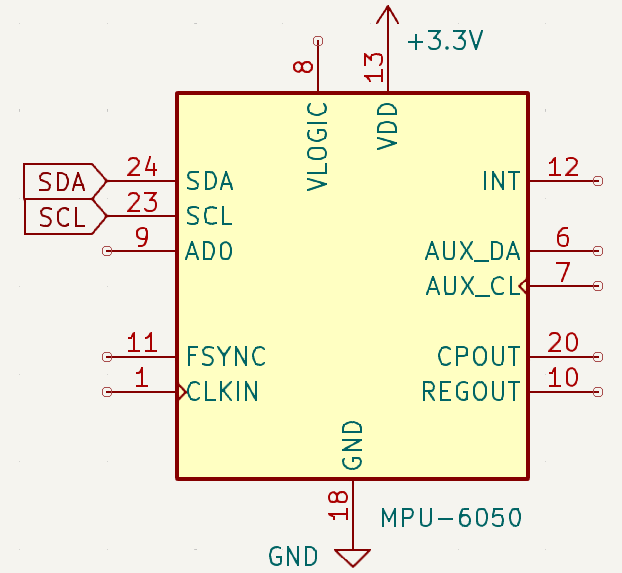 +3.3V
8
13
VLOGIC
VDD
SDA
24
SDA
SCL
23
SCL
9
ADO
11
FSYNC
1
CLKIN
INT
12
AUX_DA
6
AUX_CL
7
CPOUT
20
REGOUT
10
GND
18
MPU-6050
GND